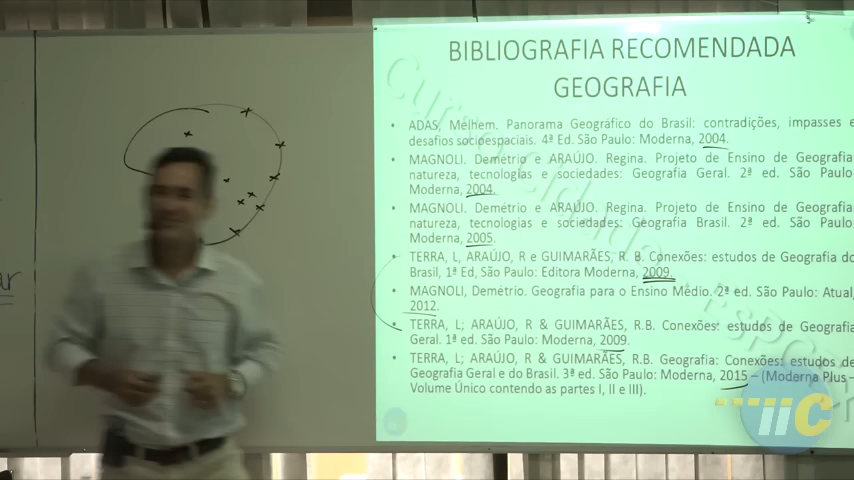 BIBLIOGRAFIA RECOMENDADA
GEOGRAFIA
• ADAS, Melhem. Panorama Geográfico do Brasil: contradições, impasses e
desafios socioespaciais. 4ª Ed. São Paulo: Moderna, 2004.
• MAGNOLI. Demétrio e ARAÚJO. Regina. Projeto de Ensino de Geografia
natureza, tecnologias e sociedades: Geografia Geral. 2ª ed. São Paulo
Moderna, 2004.
• MAGNOLI. Demétrio e ARAÚJO. Regina. Projeto de Ensino de Geografia
natureza, tecnologias e sociedades: Geografia Brasil. 2ª ed. São Paulo
Moderna, 2005.
• TERRA, L, ARAÚJO, R e GUIMARÃES, R. B. Conexões: estudos de Geografia do
Brasil, 1ª Ed, São Paulo: Editora Moderna, 2009.
• MAGNOLI, Demétrio. Geografia para o Ensino Médio. 2ª ed. São Paulo: Atual,
2012.
• TERRA, L; ARAÚJO, R & GUIMARÃES, R.B. Conexões: estudos de Geografia
Geral. 1ª ed. São Paulo: Moderna, 2009.
• TERRA, L; ARAÚJO, R & GUIMARÃES, R.B. Geografia: Conexões: estudos de
Geografia Geral e do Brasil. 3ª ed. São Paulo: Moderna, 2015 – (Moderna Plus –
Volume Único contendo as partes I, II e III).
iiC